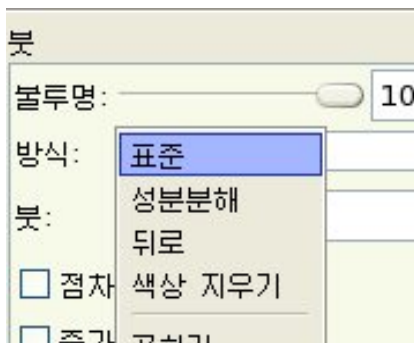 붓
불투명: 10
방식: 표준
성분분해
붓:
뒤로
점차 색상 지우기